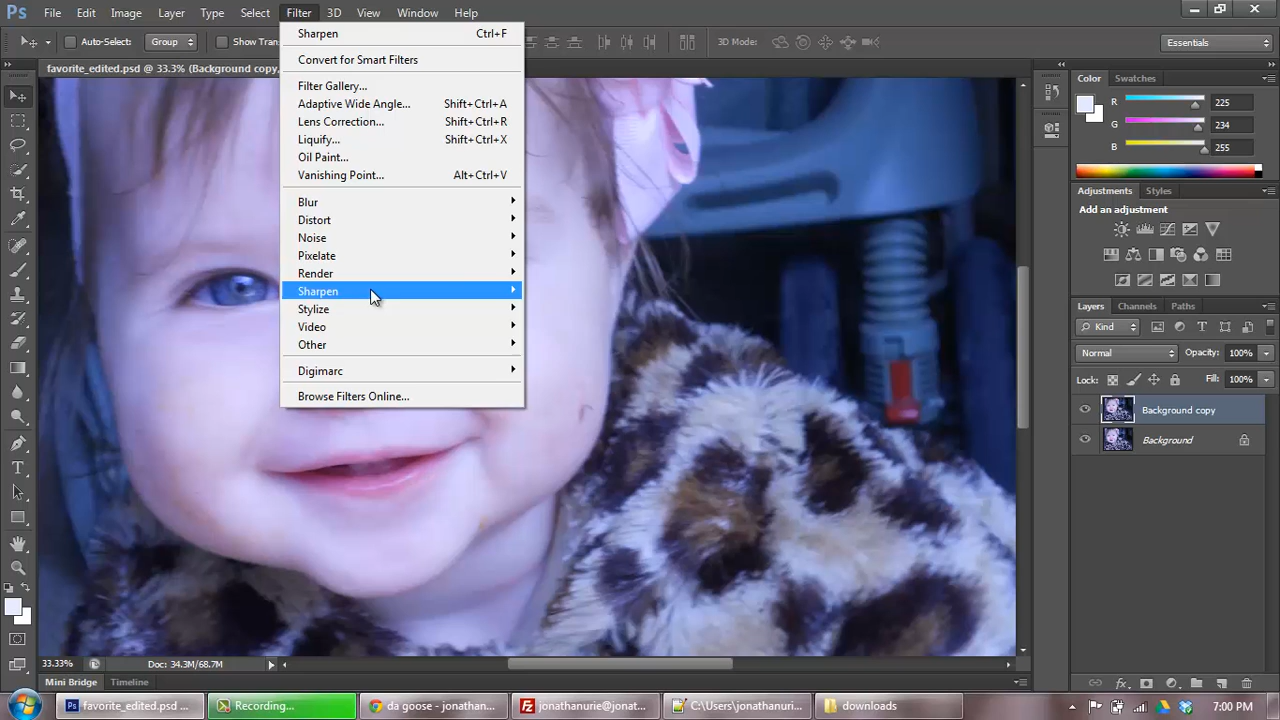 Ps File Edit Image Layer Type Select Filter 3D View Window Help
Auto-Select: Group Show Tran 3D Mode: Essentials
favorite_edited.psd @ 33.3% (Background copy,
Sharpen Ctrl+F
Convert for Smart Filters
Filter Gallery...
Adaptive Wide Angle... Shift+Ctrl+A
Lens Correction... Shift+Ctrl+R
Liquify... Shift+Ctrl+X
Oil Paint...
Vanishing Point... Alt+Ctrl+V
Blur
Distort
Noise
Pixelate
Render
Sharpen
Stylize
Video
Other
Digimarc
Browse Filters Online...
Color Swatches
R 225
G 234
B 255
Adjustments Styles
Add an adjustment
Layers Channels Paths
Kind
Normal Opacity: 100%
Lock: Fill: 100%
Background copy
Background
33.33% Doc: 34.3M/68.7M
Mini Bridge Timeline
favorite_edited.psd ... Recording... da goose - jonathan... jonathanurie@jonat... C:\Users\jonathanuri... downloads 7:00 PM